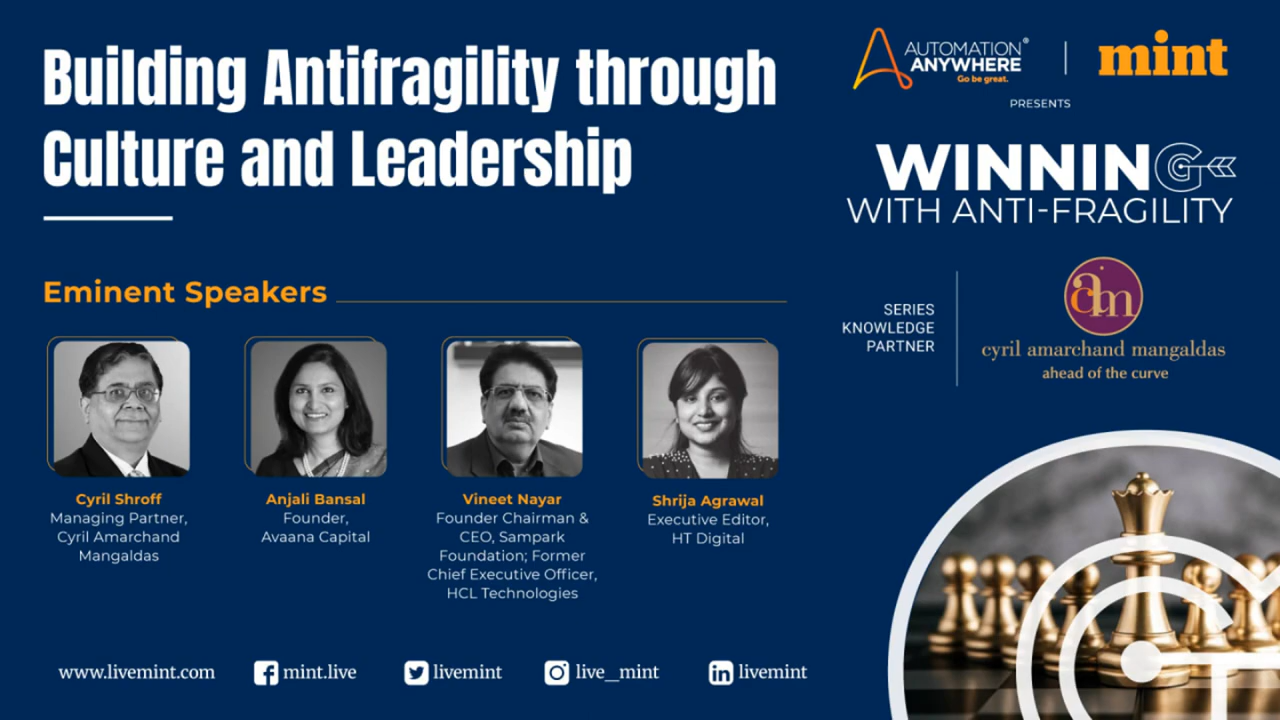 Building Antifragility through
Culture and Leadership
Eminent Speakers
Cyril Shroff
Managing Partner,
Cyril Amarchand
Mangaldas
Anjali Bansal
Founder,
Avaana Capital
Vineet Nayar
Founder Chairman &
CEO, Sampark
Foundation; Former
Chief Executive Officer,
HCL Technologies
Shrija Agrawal
Executive Editor,
HT Digital
www.livemint.com
mint.live
livemint
live_mint
livemint
AUTOMATION®
ANYWHERE
Go be great.
mint
PRESENTS
WINNING
WITH ANTI-FRAGILITY
SERIES
KNOWLEDGE
PARTNER
cam
cyril amarchand mangaldas
ahead of the curve